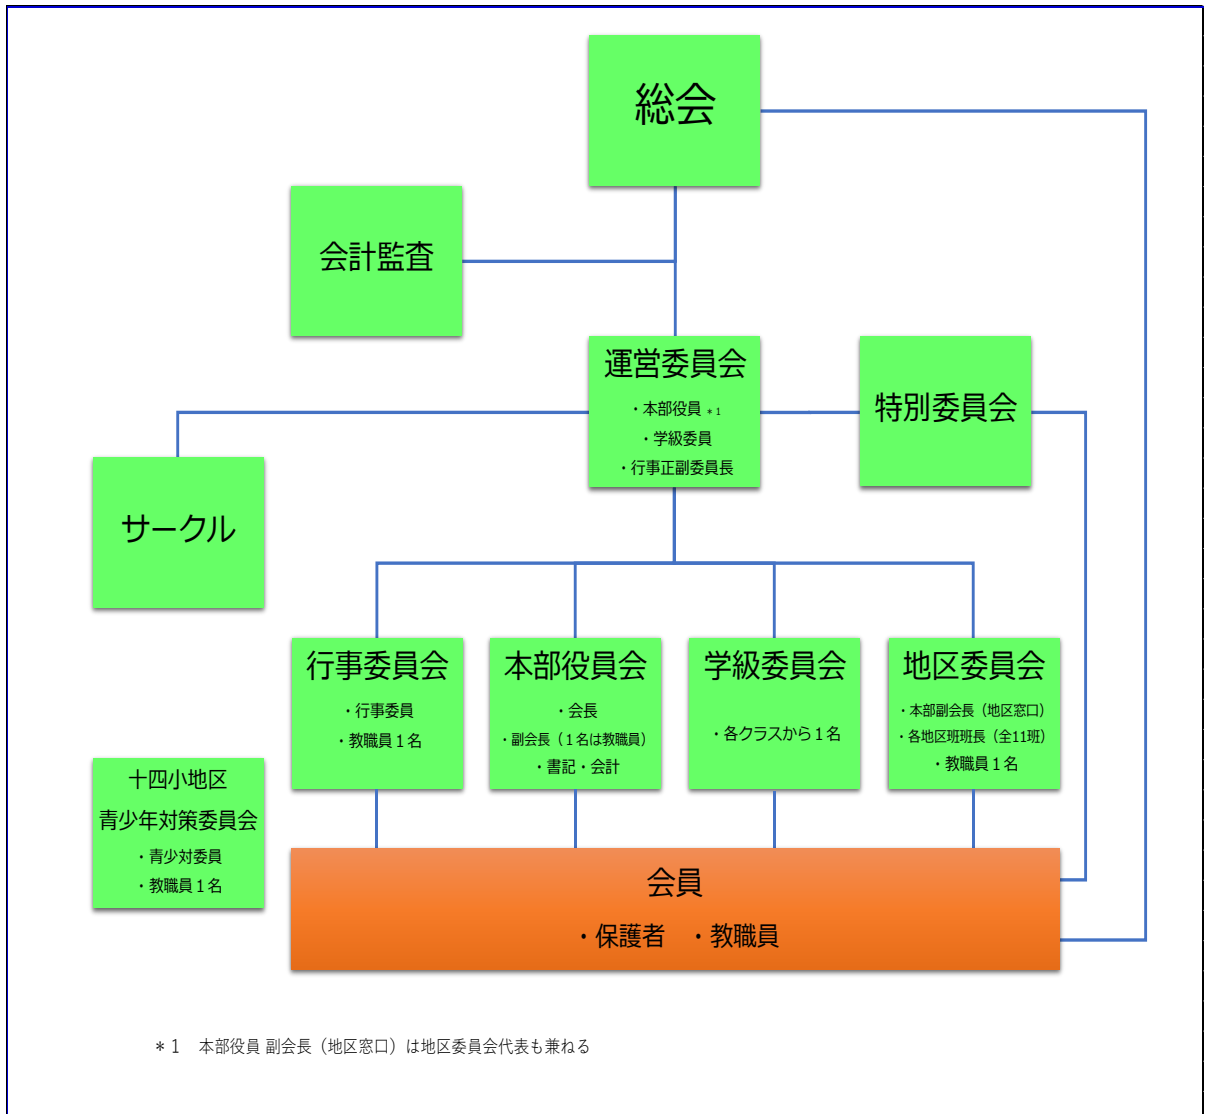 総会
会計監査
運営委員会
・本部役員 *1
・学級委員
・行事正副委員長
特別委員会
サークル
行事委員会
・行事委員
・教職員１名
本部役員会
・会長
・副会長（１名は教職員）
・書記・会計
学級委員会
・各クラスから１名
地区委員会
・本部副会長（地区窓口）
・各地区班班長（全11班）
・教職員１名
十四小地区
青少年対策委員会
・青少対委員
・教職員１名
会員
・保護者　・教職員
＊１　本部役員 副会長（地区窓口）は地区委員会代表も兼ねる